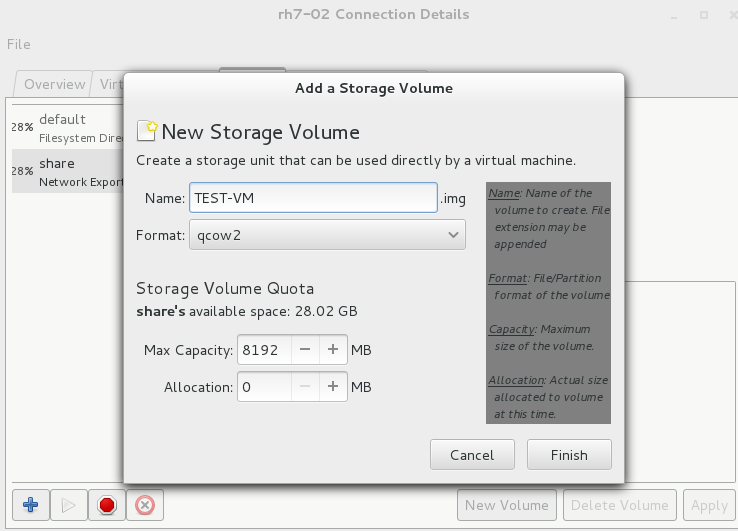 rh7-02 Connection Details
File
Overview
Virt
Add a Storage Volume
28% default
Filesystem Dire
28% share
Network Export
New Storage Volume
Create a storage unit that can be used directly by a virtual machine.
Name: TEST-VM .img
Format: qcow2
Storage Volume Quota
share's available space: 28.02 GB
Max Capacity: 8192 MB
Allocation: 0 MB
Name: Name of the
volume to create. File
extension may be
appended
Format: File/Partition
format of the volume
Capacity: Maximum
size of the volume.
Allocation: Actual size
allocated to volume
at this time.
Cancel Finish
New Volume Delete Volume Apply